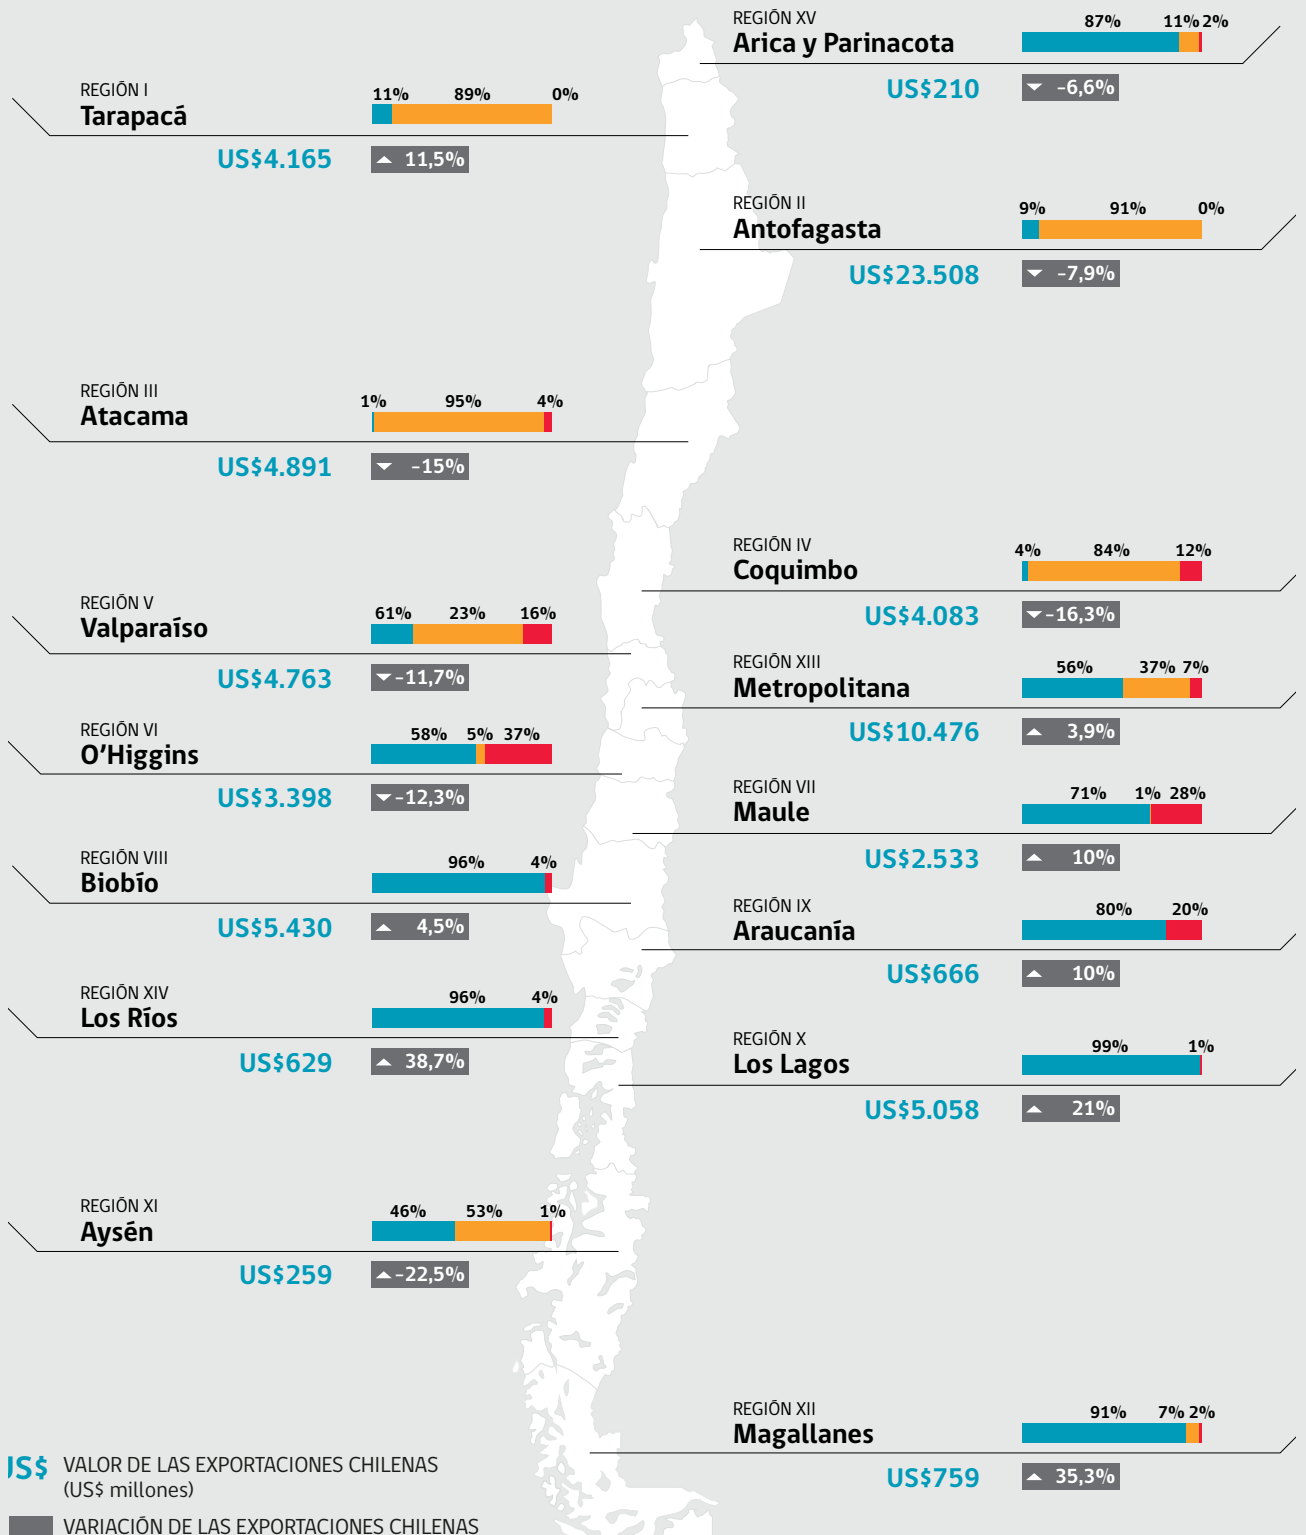 REGIÓN XV
Arica y Parinacota
87% 11% 2%
US$210
-6,6%
REGIÓN I
Tarapacá
11% 89% 0%
US$4.165
11,5%
REGIÓN II
Antofagasta
9% 91% 0%
US$23.508
-7,9%
REGIÓN III
Atacama
1% 95% 4%
US$4.891
-15%
REGIÓN IV
Coquimbo
4% 84% 12%
US$4.083
-16,3%
REGIÓN V
Valparaíso
61% 23% 16%
US$4.763
-11,7%
REGIÓN XIII
Metropolitana
56% 37% 7%
US$10.476
3,9%
REGIÓN VI
O'Higgins
58% 5% 37%
US$3.398
-12,3%
REGIÓN VII
Maule
71% 1% 28%
US$2.533
10%
REGIÓN VIII
Biobío
96% 4%
US$5.430
4,5%
REGIÓN IX
Araucanía
80% 20%
US$666
10%
REGIÓN XIV
Los Ríos
96% 4%
US$629
38,7%
REGIÓN X
Los Lagos
99% 1%
US$5.058
21%
REGIÓN XI
Aysén
46% 53% 1%
US$259
-22,5%
REGIÓN XII
Magallanes
91% 7% 2%
US$759
35,3%
US$ VALOR DE LAS EXPORTACIONES CHILENAS
(US$ millones)
VARIACIÓN DE LAS EXPORTACIONES CHILENAS